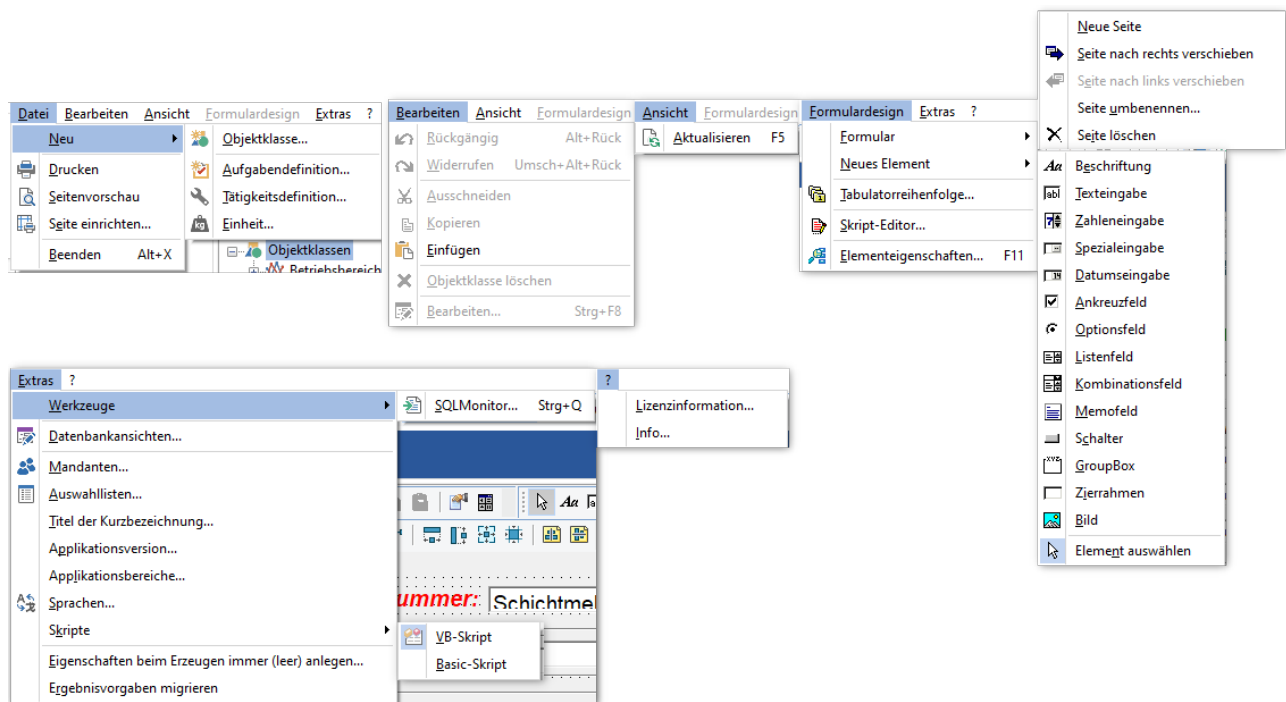 Neue Seite
Seite nach rechts verschieben
Seite nach links verschieben
Seite umbenennen...
Seite löschen
Datei Bearbeiten Ansicht Formulardesign Extras ?
Neu
Drucken
Seitenvorschau
Seite einrichten...
Beenden Alt+X
Objektklasse...
Aufgabendefinition...
Tätigkeitsdefinition...
Einheit...
Objektklassen
Betriebsbereich
Bearbeiten Ansicht Formulardesign
Rückgängig Alt+Rück
Widerrufen Umsch+Alt+Rück
Ausschneiden
Kopieren
Einfügen
Objektklasse löschen
Bearbeiten... Strg+F8
Ansicht Formulardesign
Aktualisieren F5
Formulardesign Extras ?
Formular
Neues Element
Tabulatorreihenfolge...
Skript-Editor...
Elementeigenschaften... F11
Beschriftung
Texteingabe
Zahleneingabe
Spezialeingabe
Datumseingabe
Ankreuzfeld
Optionsfeld
Listenfeld
Kombinationsfeld
Memofeld
Schalter
GroupBox
Zierrahmen
Bild
Element auswählen
Extras ?
Werkzeuge
Datenbankansichten...
Mandanten...
Auswahllisten...
Titel der Kurzbezeichnung...
Applikationsversion...
Applikationsbereiche...
Sprachen...
Skripte
Eigenschaften beim Erzeugen immer (leer) anlegen...
Ergebnisvorgaben migrieren
SQLMonitor... Strg+Q
?
Lizenzinformation...
Info...
Aa
ummer: Schichtmel
VB-Skript
Basic-Skript